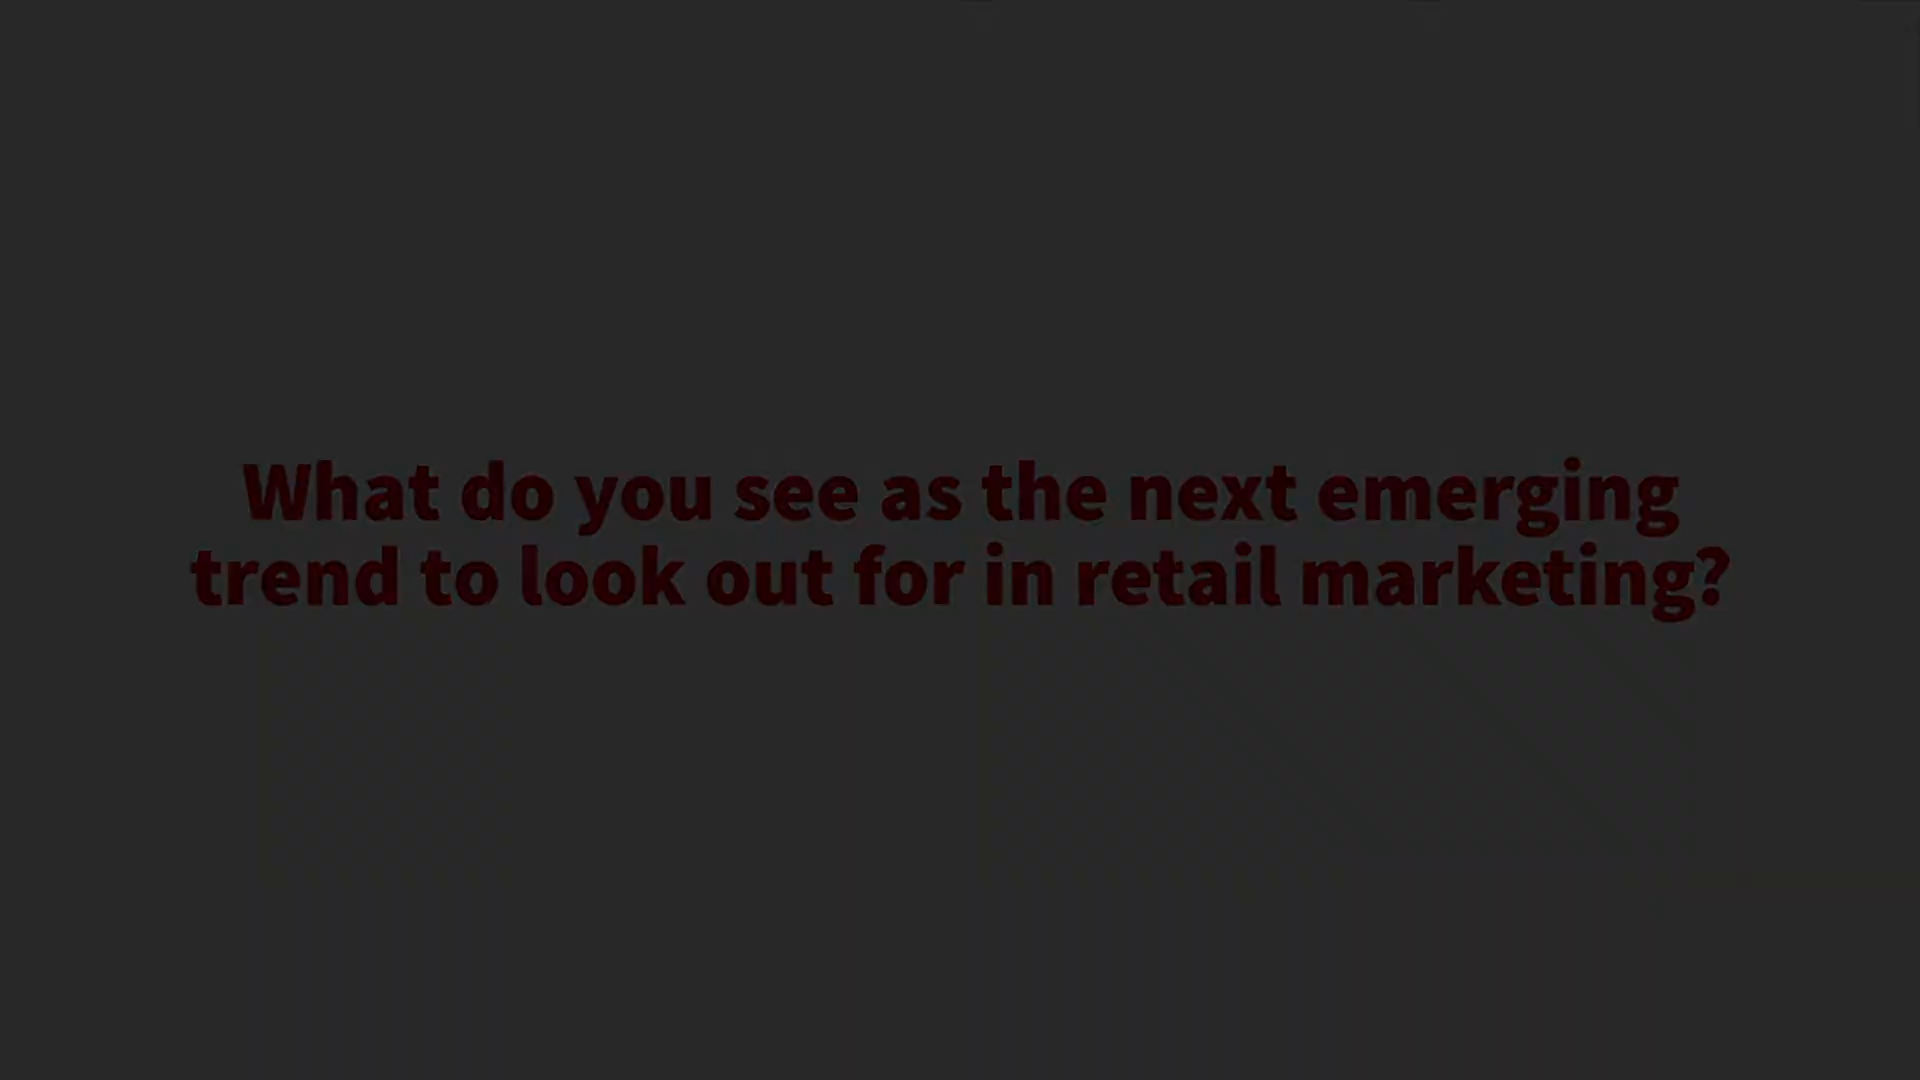 What do you see as the next emerging
trend to look out for in retail marketing?